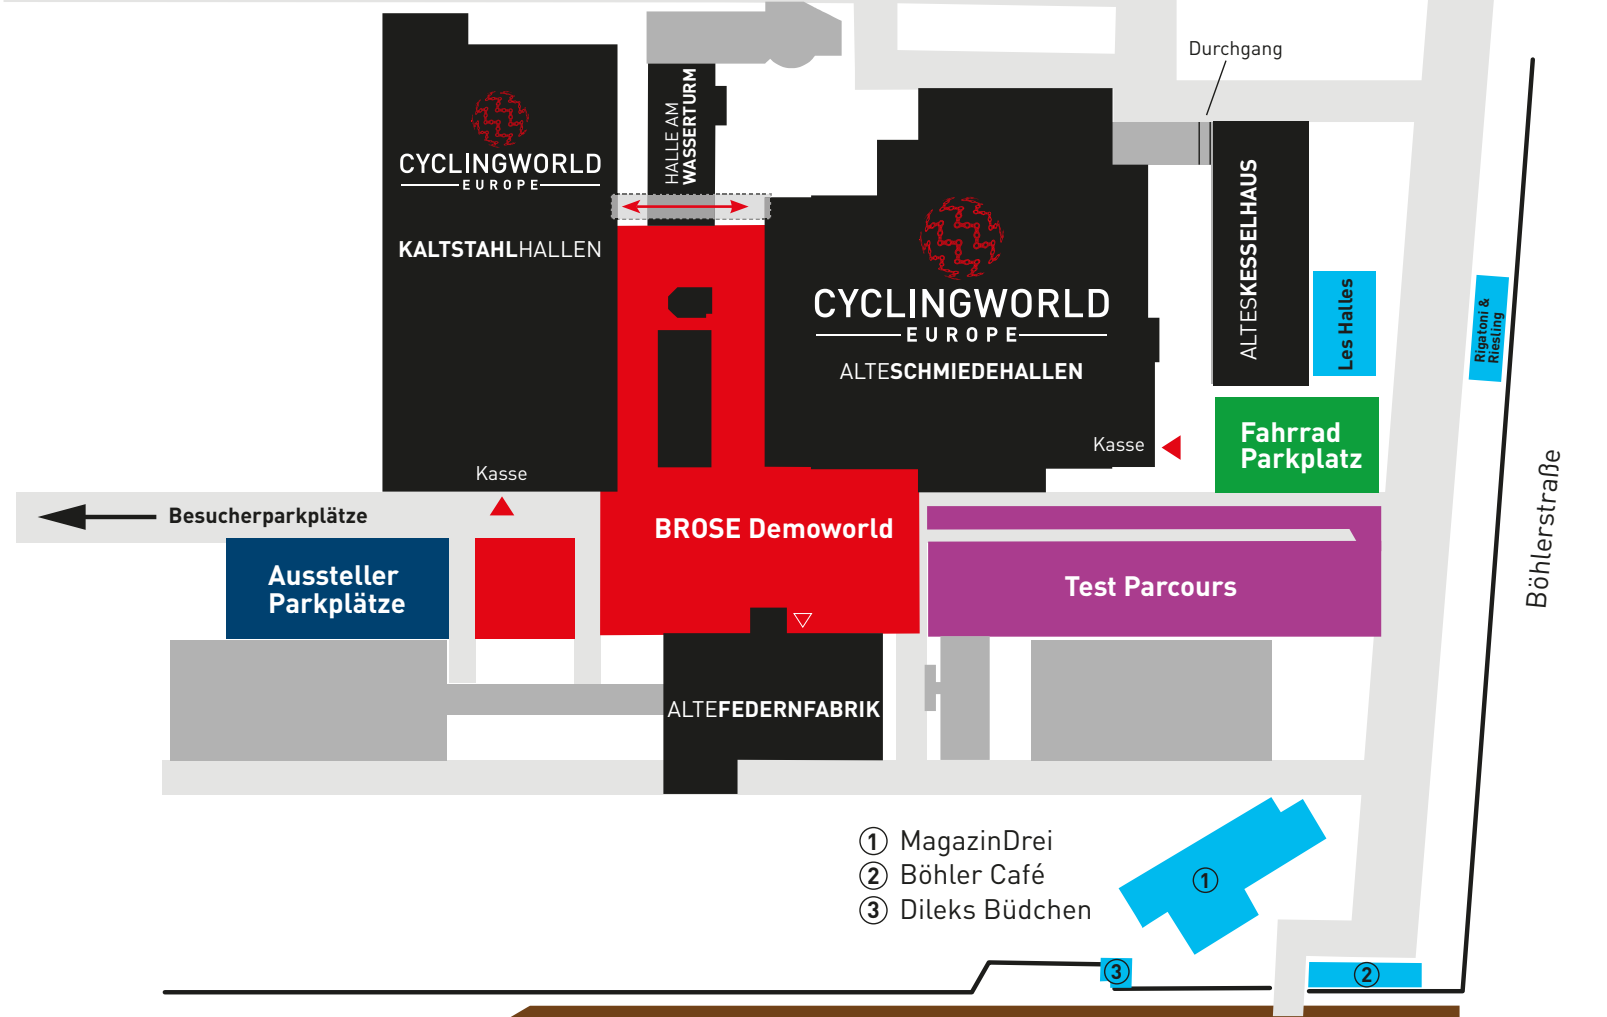 Durchgang
CYCLINGWORLD
EUROPE
KALTSTAHLHALLEN
Kasse
HALLE AM
WASSERTURM
CYCLINGWORLD
EUROPE
ALTESCHMIEDEHALLEN
Kasse
ALTESKESSELHAUS
Les Halles
Rigatoni &
Riesling
Fahrrad
Parkplatz
Böhlerstraße
Besucherparkplätze
Aussteller
Parkplätze
BROSE Demoworld
Test Parcours
ALTEFEDERNFABRIK
1 MagazinDrei
2 Böhler Café
3 Dileks Büdchen
1
3
2